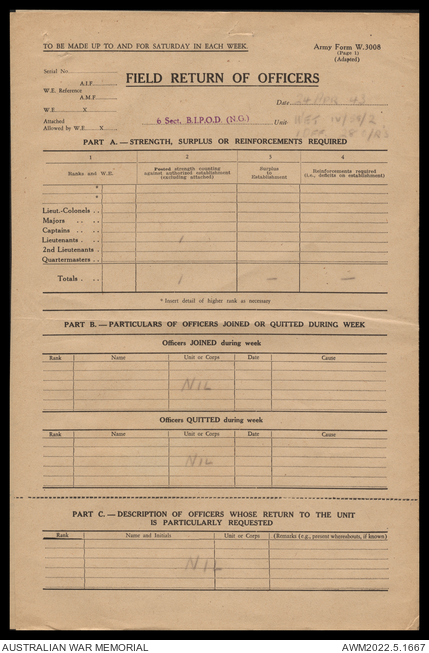 TO BE MADE UP TO AND FOR SATURDAY IN EACH WEEK.
Army Form W.3008
(Page 1)
(Adapted)
Serial No.
A.I.F.
W.E. Reference
A.M.F.
W.E. X
Attached
Allowed by W.E. X
FIELD RETURN OF OFFICERS
Date 43
6 Sect. B.I.P.O.D. (N.G.) Unit WES
PART A.—STRENGTH, SURPLUS OR REINFORCEMENTS REQUIRED
1 2 3 4
Ranks and W.E. Posted strength counting against authorized establishment (excluding attached) Surplus to Establishment Reinforcements required (i.e., deficits on establishment)
*
*
Lieut.-Colonels . .
Majors . . . .
Captains . . . .
Lieutenants . . 1
2nd Lieutenants .
Quartermasters . .
Totals . . . 1 — —
* Insert detail of higher rank as necessary
PART B.—PARTICULARS OF OFFICERS JOINED OR QUITTED DURING WEEK
Officers JOINED during week
Rank Name Unit or Corps Date Cause
NIL
Officers QUITTED during week
Rank Name Unit or Corps Date Cause
NIL
PART C.—DESCRIPTION OF OFFICERS WHOSE RETURN TO THE UNIT
IS PARTICULARLY REQUESTED
Rank Name and Initials Unit or Corps (Remarks (e.g., present whereabouts, if known)
NIL
AUSTRALIAN WAR MEMORIAL AWM2022.5.1667